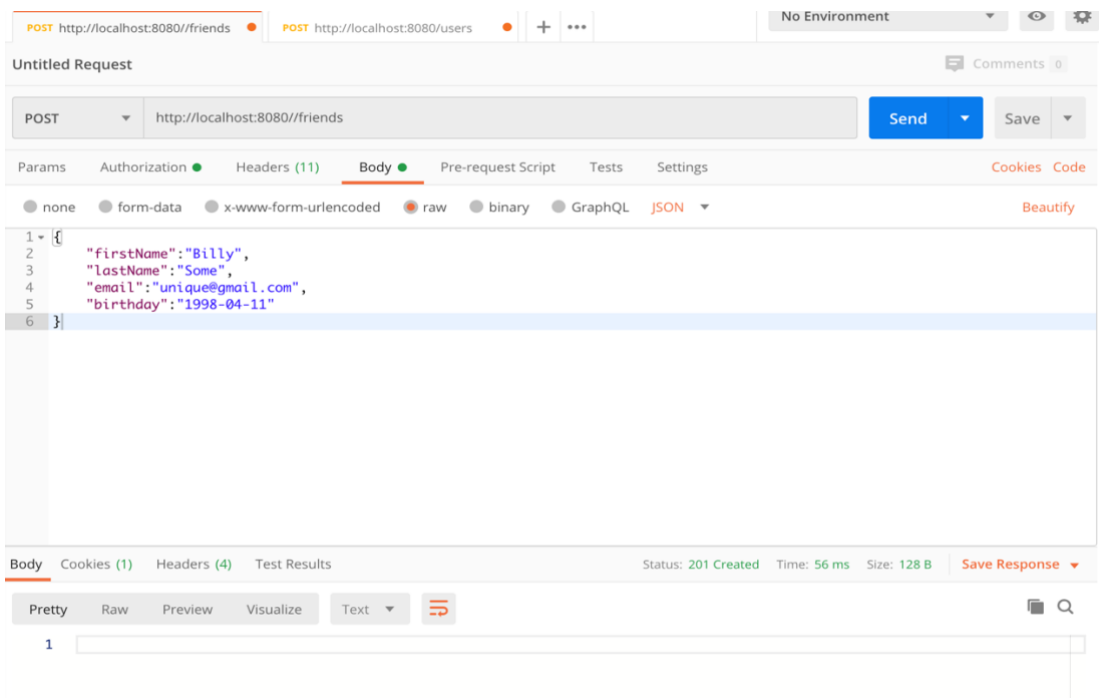 POST http://localhost:8080//friends POST http://localhost:8080/users + ••• No Environment
Untitled Request Comments 0
POST http://localhost:8080//friends Send Save
Params Authorization Headers (11) Body Pre-request Script Tests Settings Cookies Code
none form-data x-www-form-urlencoded raw binary GraphQL JSON Beautify
1 {
2 "firstName":"Billy",
3 "lastName":"Some",
4 "email":"unique@gmail.com",
5 "birthday":"1998-04-11"
6 }
Body Cookies (1) Headers (4) Test Results Status: 201 Created Time: 56 ms Size: 128 B Save Response
Pretty Raw Preview Visualize Text
1